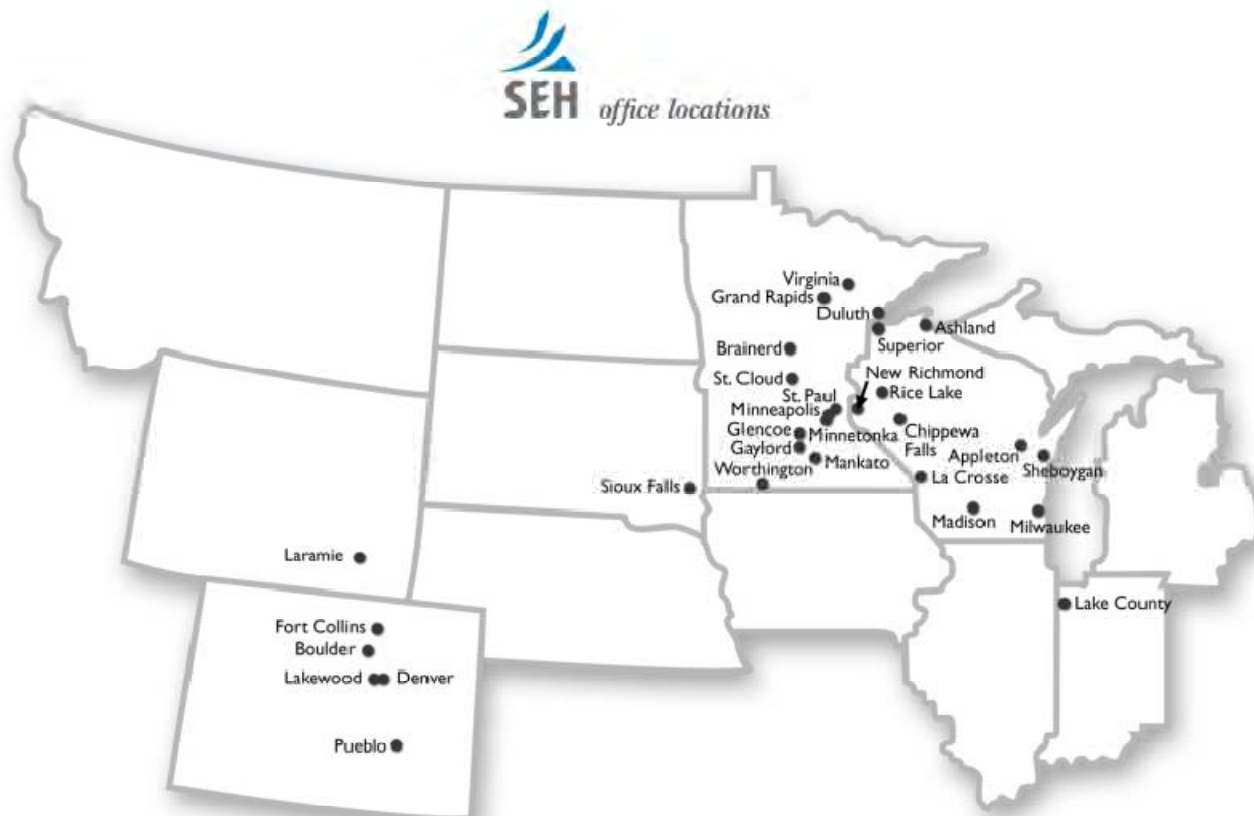 SEH office locations
Virginia
Grand Rapids
Duluth
Ashland
Superior
Brainerd
New Richmond
St. Cloud
Rice Lake
St. Paul
Minneapolis
Glencoe
Minnetonka
Chippewa
Falls
Gaylord
Mankato
Appleton
Sheboygan
Worthington
La Crosse
Sioux Falls
Madison
Milwaukee
Laramie
Lake County
Fort Collins
Boulder
Lakewood
Denver
Pueblo